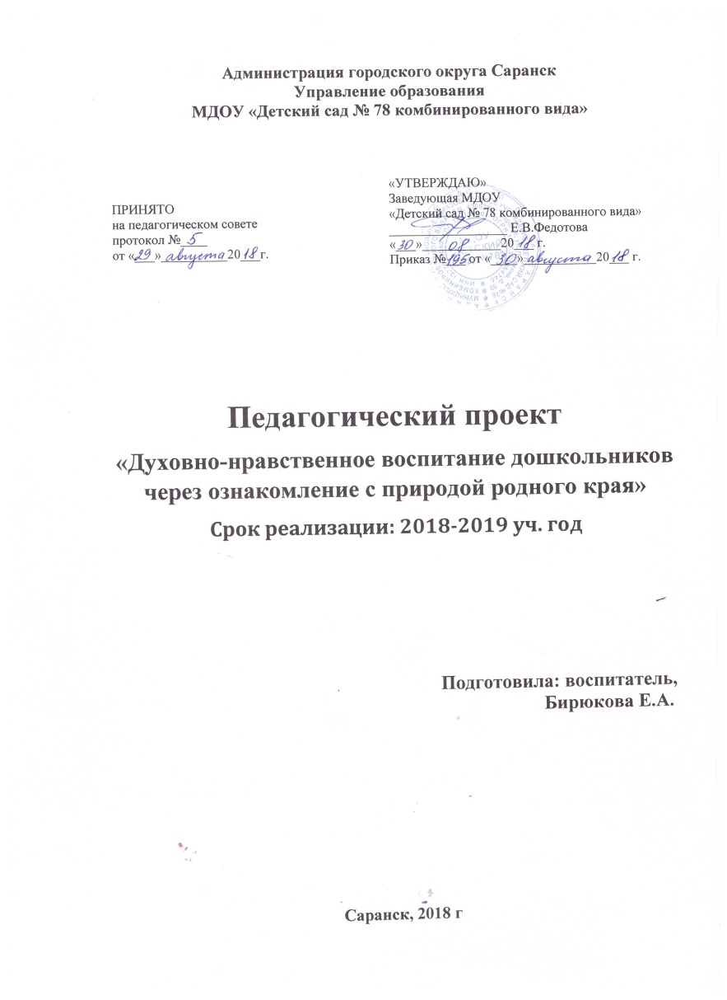 Администрация городского округа Саранск
Управление образования
МДОУ «Детский сад № 78 комбинированного вида»
ПРИНЯТО
на педагогическом совете
протокол № 5
от «29» августа 2018 г.
«УТВЕРЖДАЮ»
Заведующая МДОУ
«Детский сад № 78 комбинированного вида»
Е.В.Федотова
«30» 08 2018 г.
Приказ №195 от «30» августа 2018 г.
Педагогический проект
«Духовно-нравственное воспитание дошкольников
через ознакомление с природой родного края»
Срок реализации: 2018-2019 уч. год
Подготовила: воспитатель,
Бирюкова Е.А.
Саранск, 2018 г